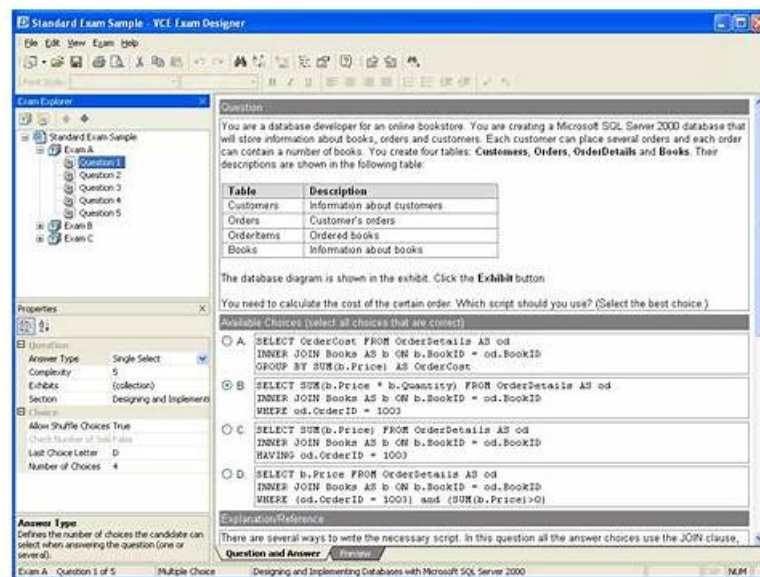 Standard Exam Sample - VCE Exam Designer
File Edit View Exam Help
Exam Explorer
Standard Exam Sample
Exam A
Question 1
Question 2
Question 3
Question 4
Question 5
Exam B
Exam C
Properties
Question
Answer Type Single Select
Complexity 5
Exhibits (collection)
Section Designing and Implementi
Choices
Allow Shuffle Choices True
Check Number of Sele False
Last Choice Letter D
Number of Choices 4
Answer Type
Defines the number of choices the candidate can
select when answering the question (one or
several).
Question
You are a database developer for an online bookstore. You are creating a Microsoft SQL Server 2000 database that
will store information about books, orders and customers. Each customer can place several orders and each order
can contain a number of books. You create four tables: Customers, Orders, OrderDetails and Books. Their
descriptions are shown in the following table:
Table Description
Customers Information about customers
Orders Customer's orders
OrderItems Ordered books
Books Information about books
The database diagram is shown in the exhibit. Click the Exhibit button.
You need to calculate the cost of the certain order. Which script should you use? (Select the best choice.)
Available Choices (select all choices that are correct)
A. SELECT OrderCost FROM OrderDetails AS od
INNER JOIN Books AS b ON b.BookID = od.BookID
GROUP BY SUM(b.Price) AS OrderCost
B. SELECT SUM(b.Price * b.Quantity) FROM OrderDetails AS od
INNER JOIN Books AS b ON b.BookID = od.BookID
WHERE od.OrderID = 1003
C. SELECT SUM(b.Price) FROM OrderDetails AS od
INNER JOIN Books AS b ON b.BookID = od.BookID
HAVING od.OrderID = 1003
D. SELECT b.Price FROM OrderDetails AS od
INNER JOIN Books AS b ON b.BookID = od.BookID
WHERE (od.OrderID = 1003) and (SUM(b.Price)>0)
Explanation/Reference
There are several ways to write the necessary script. In this question all the answer choices use the JOIN clause,
Question and Answer Preview
Exam A Question 1 of 5 Multiple Choice Designing and Implementing Databases with Microsoft SQL Server 2000 NUM